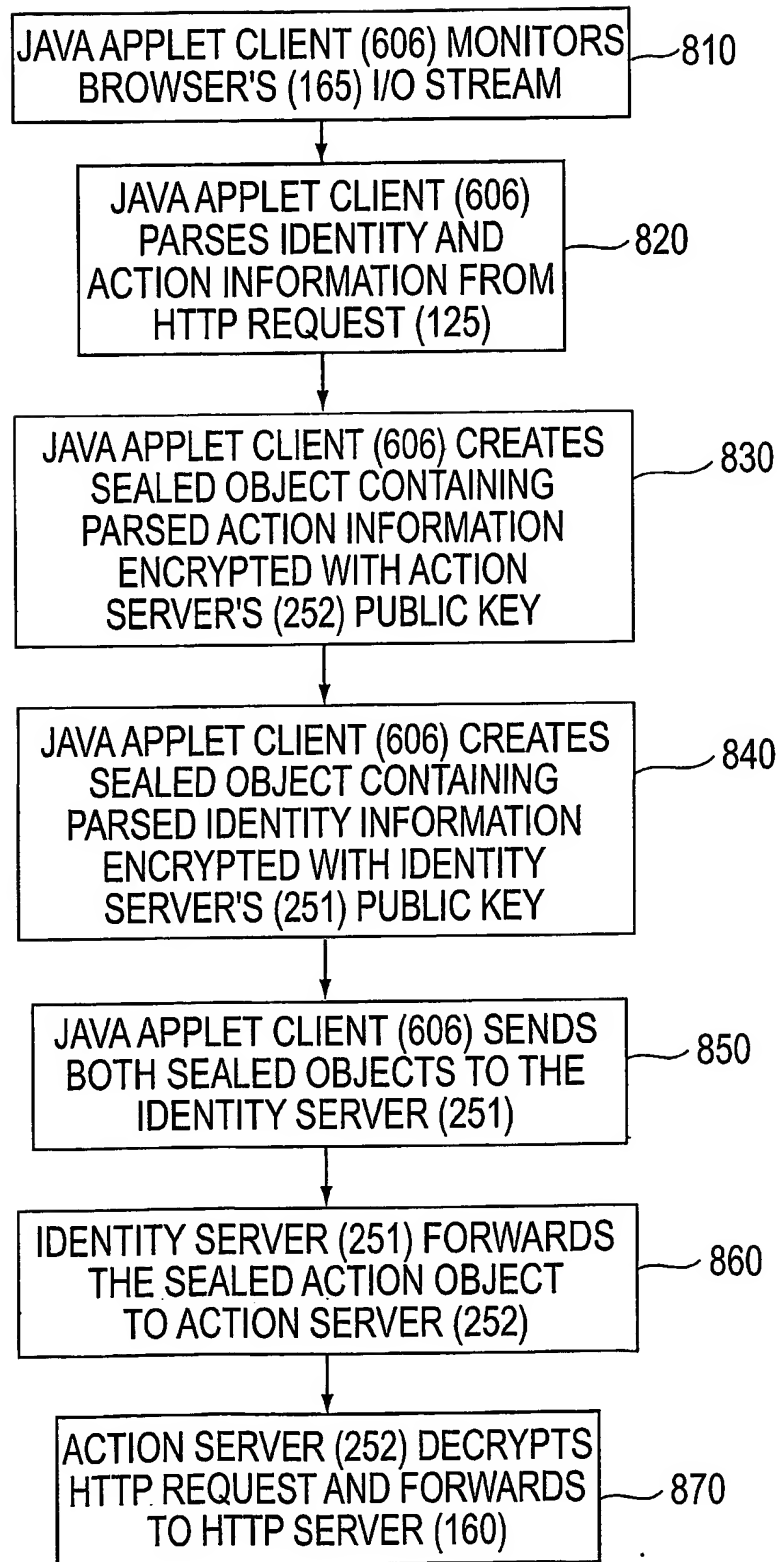 JAVA APPLET CLIENT (606) MONITORS
BROWSER'S (165) I/O STREAM
810
JAVA APPLET CLIENT (606)
PARSES IDENTITY AND
ACTION INFORMATION FROM
HTTP REQUEST (125)
820
JAVA APPLET CLIENT (606) CREATES
SEALED OBJECT CONTAINING
PARSED ACTION INFORMATION
ENCRYPTED WITH ACTION
SERVER'S (252) PUBLIC KEY
830
JAVA APPLET CLIENT (606) CREATES
SEALED OBJECT CONTAINING
PARSED IDENTITY INFORMATION
ENCRYPTED WITH IDENTITY
SERVER'S (251) PUBLIC KEY
840
JAVA APPLET CLIENT (606) SENDS
BOTH SEALED OBJECTS TO THE
IDENTITY SERVER (251)
850
IDENTITY SERVER (251) FORWARDS
THE SEALED ACTION OBJECT
TO ACTION SERVER (252)
860
ACTION SERVER (252) DECRYPTS
HTTP REQUEST AND FORWARDS
TO HTTP SERVER (160)
870